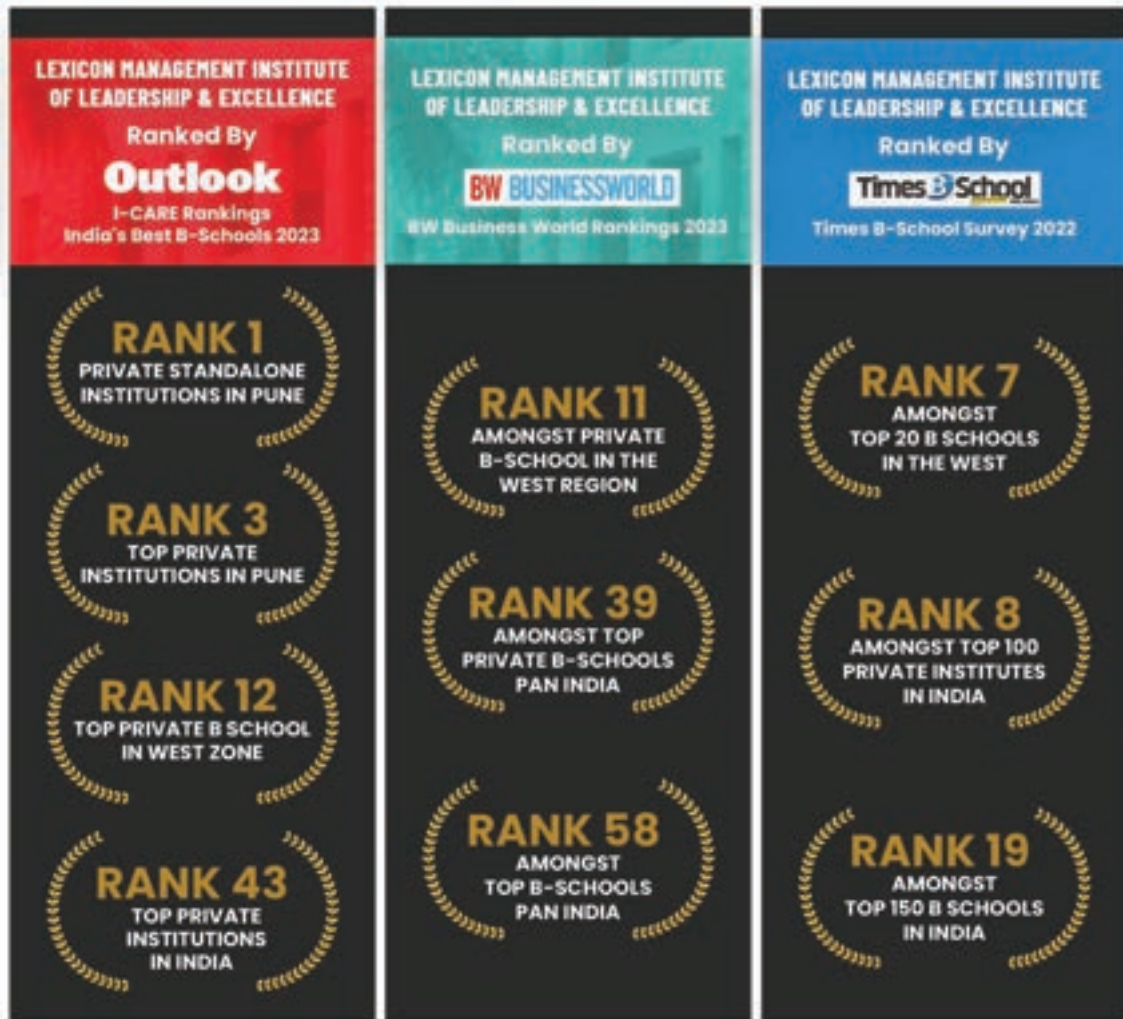 LEXICON MANAGEMENT INSTITUTE
OF LEADERSHIP & EXCELLENCE
Ranked By
Outlook
I-CARE Rankings
India's Best B-Schools 2023
RANK 1
PRIVATE STANDALONE
INSTITUTIONS IN PUNE
RANK 3
TOP PRIVATE
INSTITUTIONS IN PUNE
RANK 12
TOP PRIVATE B SCHOOL
IN WEST ZONE
RANK 43
TOP PRIVATE
INSTITUTIONS
IN INDIA
LEXICON MANAGEMENT INSTITUTE
OF LEADERSHIP & EXCELLENCE
Ranked By
BW BUSINESSWORLD
BW Business World Rankings 2023
RANK 11
AMONGST PRIVATE
B-SCHOOL IN THE
WEST REGION
RANK 39
AMONGST TOP
PRIVATE B-SCHOOLS
PAN INDIA
RANK 58
AMONGST
TOP B-SCHOOLS
PAN INDIA
LEXICON MANAGEMENT INSTITUTE
OF LEADERSHIP & EXCELLENCE
Ranked By
Times B School
Times B-School Survey 2022
RANK 7
AMONGST
TOP 20 B SCHOOLS
IN THE WEST
RANK 8
AMONGST TOP 100
PRIVATE INSTITUTES
IN INDIA
RANK 19
AMONGST
TOP 150 B SCHOOLS
IN INDIA